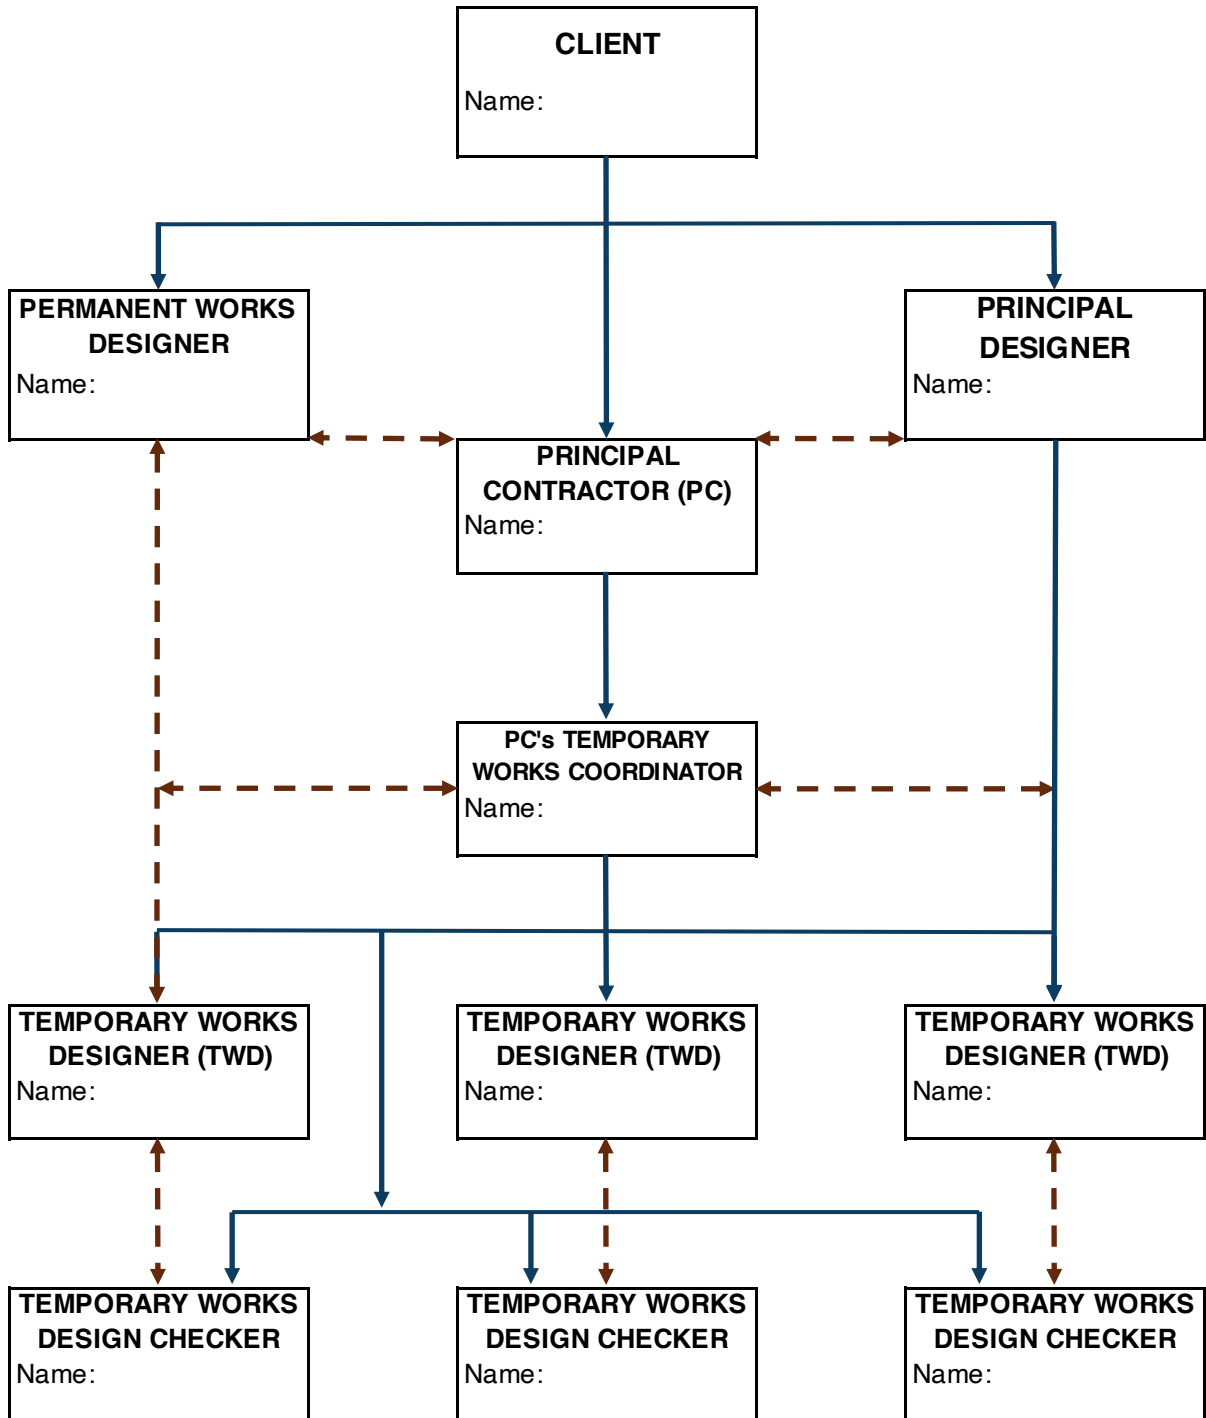 CLIENT
Name:
PERMANENT WORKS
DESIGNER
Name:
PRINCIPAL
DESIGNER
Name:
PRINCIPAL
CONTRACTOR (PC)
Name:
PC's TEMPORARY
WORKS COORDINATOR
Name:
TEMPORARY WORKS
DESIGNER (TWD)
Name:
TEMPORARY WORKS
DESIGNER (TWD)
Name:
TEMPORARY WORKS
DESIGNER (TWD)
Name:
TEMPORARY WORKS
DESIGN CHECKER
Name:
TEMPORARY WORKS
DESIGN CHECKER
Name:
TEMPORARY WORKS
DESIGN CHECKER
Name: